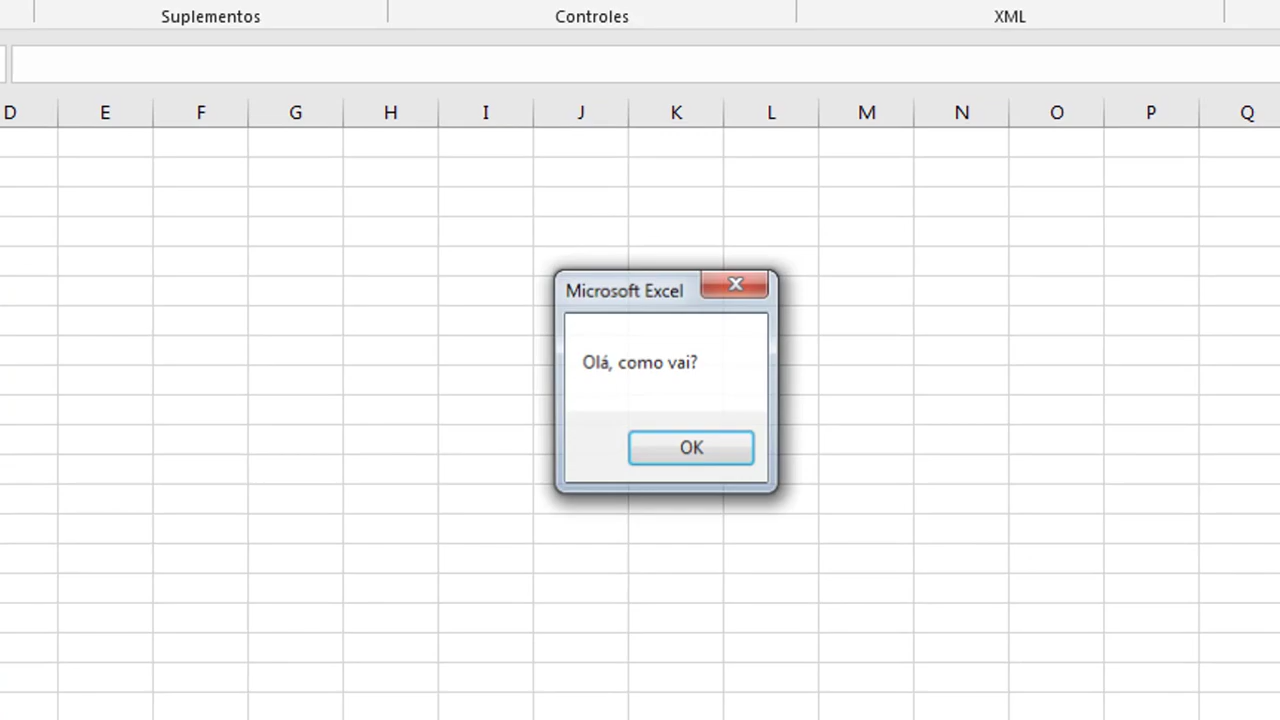 Suplementos Controles XML
D E F G H I J K L M N O P Q
Microsoft Excel
Olá, como vai?
OK